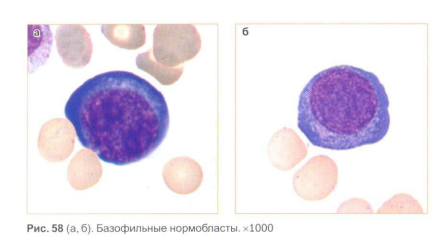 а
б
Рис. 58 (а, б). Базофильные нормобласты. ×1000